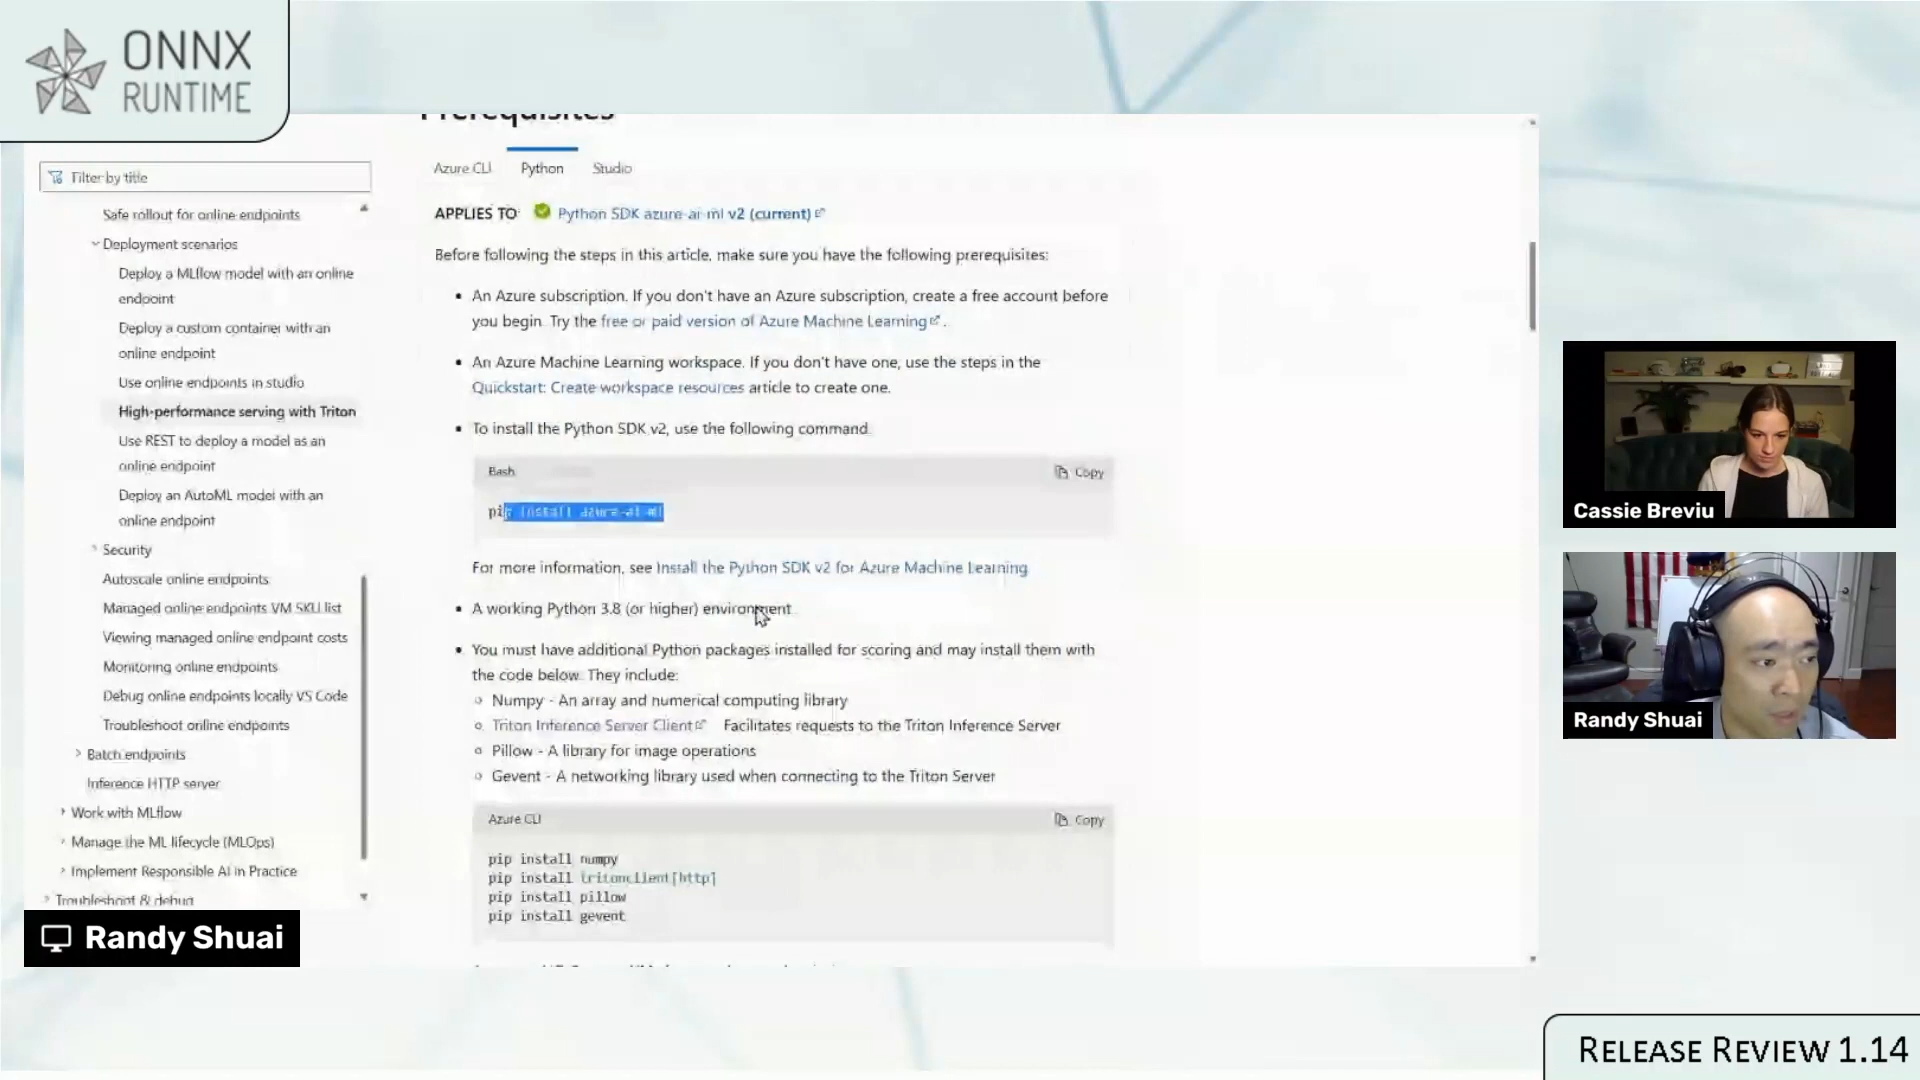 ONNX
RUNTIME
Prerequisites
Filter by title
Safe rollout for online endpoints
Deployment scenarios
Deploy a MLflow model with an online
endpoint
Deploy a custom container with an
online endpoint
Use online endpoints in studio
High-performance serving with Triton
Use REST to deploy a model as an
online endpoint
Deploy an AutoML model with an
online endpoint
Security
Autoscale online endpoints
Managed online endpoints VM SKU list
Viewing managed online endpoint costs
Monitoring online endpoints
Debug online endpoints locally VS Code
Troubleshoot online endpoints
Batch endpoints
Inference HTTP server
Work with MLflow
Manage the ML lifecycle (MLOps)
Implement Responsible AI in Practice
Troubleshoot & debug
Azure CLI Python Studio
APPLIES TO: Python SDK azure-ai-ml v2 (current)
Before following the steps in this article, make sure you have the following prerequisites:
• An Azure subscription. If you don't have an Azure subscription, create a free account before
you begin. Try the free or paid version of Azure Machine Learning.
• An Azure Machine Learning workspace. If you don't have one, use the steps in the
Quickstart: Create workspace resources article to create one.
• To install the Python SDK v2, use the following command:
Bash Copy
pip install azure-ai-ml
For more information, see Install the Python SDK v2 for Azure Machine Learning.
• A working Python 3.8 (or higher) environment.
• You must have additional Python packages installed for scoring and may install them with
the code below. They include:
○ Numpy - An array and numerical computing library
○ Triton Inference Server Client Facilitates requests to the Triton Inference Server
○ Pillow - A library for image operations
○ Gevent - A networking library used when connecting to the Triton Server
Azure CLI Copy
pip install numpy
pip install tritonclient[http]
pip install pillow
pip install gevent
Cassie Breviu
Randy Shuai
Randy Shuai
RELEASE REVIEW 1.14